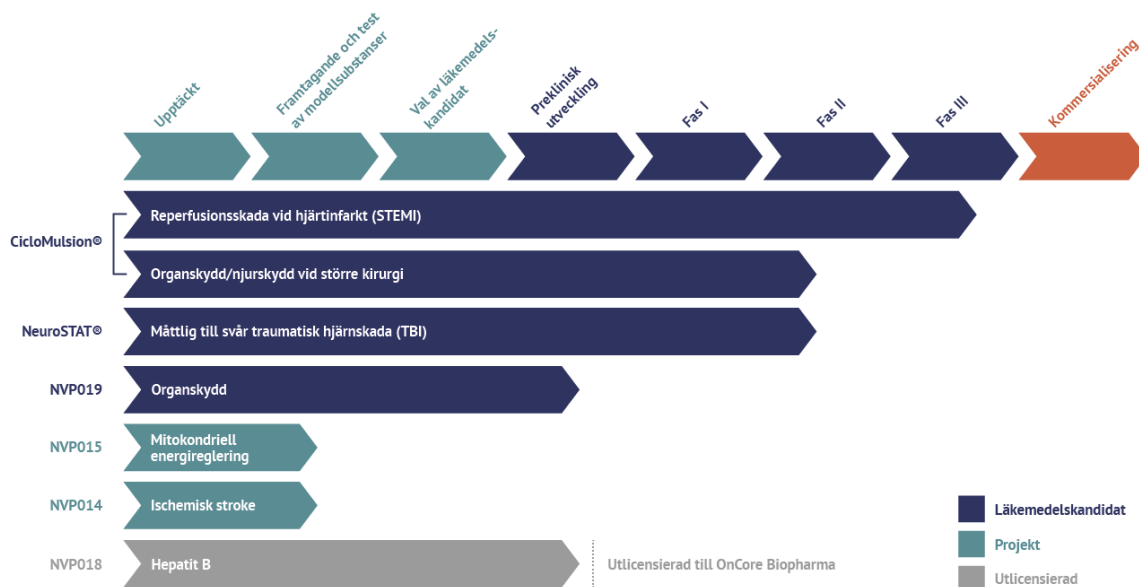 Upptäckt
Framtagande och test
av modellsubstanser
Val av läkemedels-
kandidat
Preklinisk
utveckling
Fas I
Fas II
Fas III
Kommersialisering
CicloMulsion®
Reperfusionsskada vid hjärtinfarkt (STEMI)
Organskydd/njurskydd vid större kirurgi
NeuroSTAT®
Måttlig till svår traumatisk hjärnskada (TBI)
NVP019
Organskydd
NVP015
Mitokondriell
energireglering
NVP014
Ischemisk stroke
NVP018
Hepatit B
Utlicensierad till OnCore Biopharma
Läkemedelskandidat
Projekt
Utlicensierad